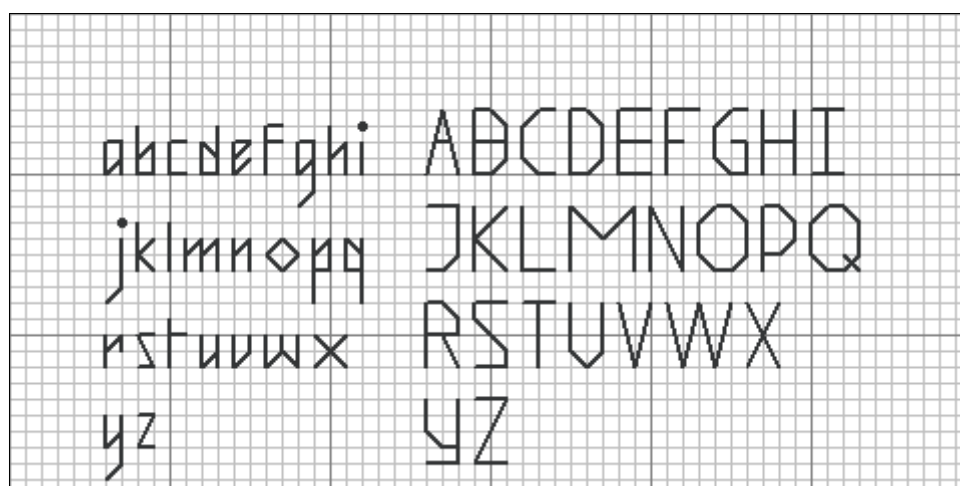 abcdefghi ABCDEFGHI
jklmnopq JKLMNOPQ
rstuvwx RSTUVWX
yz YZ